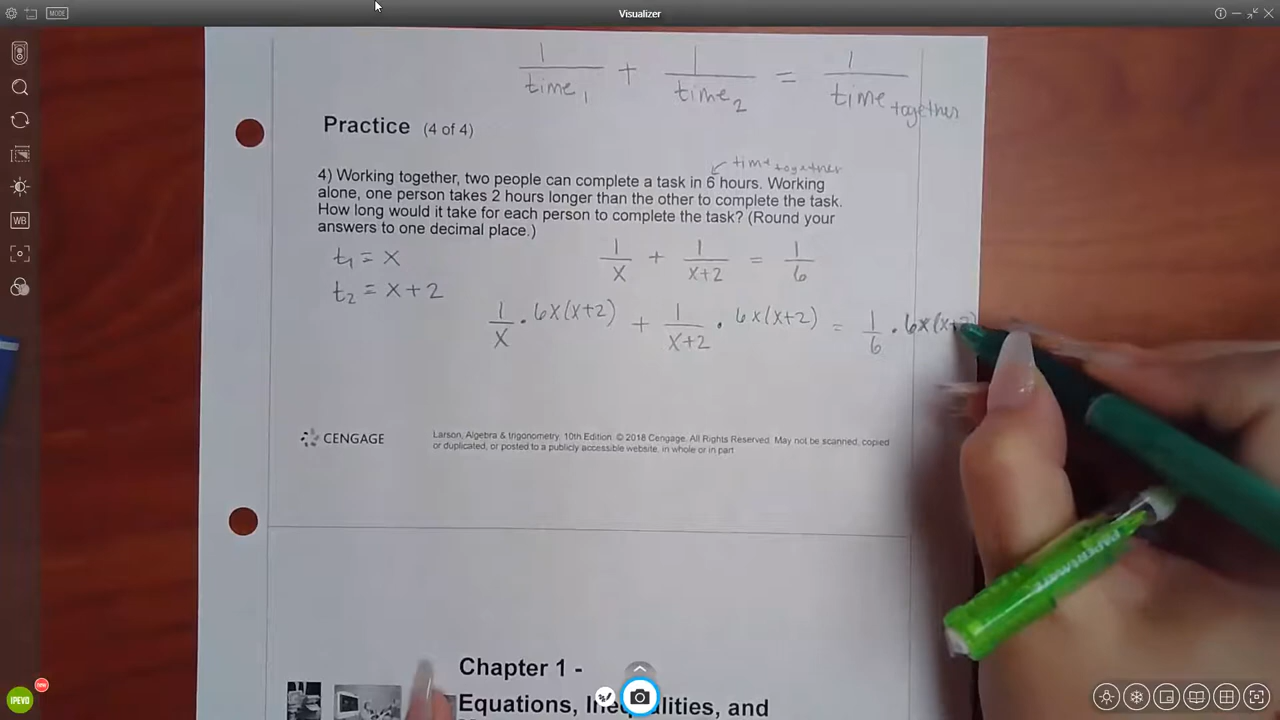 MODE
Visualizer
1/time₁ + 1/time₂ = 1/time together
Practice (4 of 4)
time together
4) Working together, two people can complete a task in 6 hours. Working
alone, one person takes 2 hours longer than the other to complete the task.
How long would it take for each person to complete the task? (Round your
answers to one decimal place.)
t₁ = x
1/x + 1/(x+2) = 1/6
t₂ = x+2
1/x · 6x(x+2) + 1/(x+2) · 6x(x+2) = 1/6 · 6x(x+2)
CENGAGE
Larson, Algebra & trigonometry, 10th Edition. © 2018 Cengage. All Rights Reserved. May not be scanned, copied
or duplicated, or posted to a publicly accessible website, in whole or in part
PAPERMATE
Chapter 1 -
Equations, Inequalities, and
WB
IPEVO
new